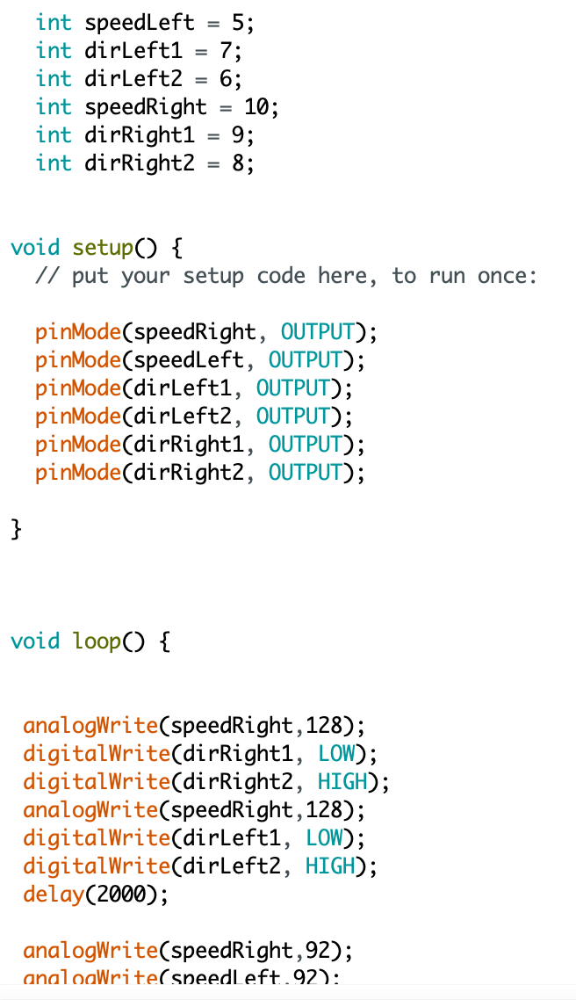 int speedLeft = 5;
int dirLeft1 = 7;
int dirLeft2 = 6;
int speedRight = 10;
int dirRight1 = 9;
int dirRight2 = 8;
void setup() {
// put your setup code here, to run once:
pinMode(speedRight, OUTPUT);
pinMode(speedLeft, OUTPUT);
pinMode(dirLeft1, OUTPUT);
pinMode(dirLeft2, OUTPUT);
pinMode(dirRight1, OUTPUT);
pinMode(dirRight2, OUTPUT);
}
void loop() {
analogWrite(speedRight,128);
digitalWrite(dirRight1, LOW);
digitalWrite(dirRight2, HIGH);
analogWrite(speedRight,128);
digitalWrite(dirLeft1, LOW);
digitalWrite(dirLeft2, HIGH);
delay(2000);
analogWrite(speedRight,92);
analogWrite(speedLeft,92);